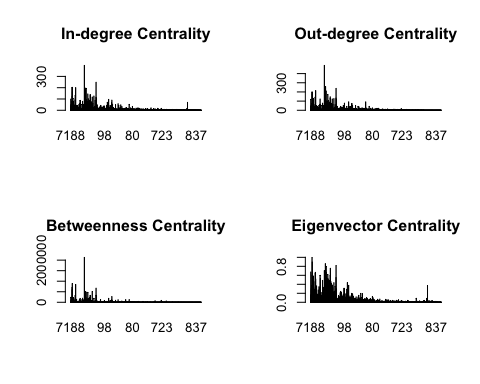 In-degree Centrality
300
0
7188 98 80 723 837
Out-degree Centrality
300
0
7188 98 80 723 837
Betweenness Centrality
2000000
0
7188 98 80 723 837
Eigenvector Centrality
0.8
0.0
7188 98 80 723 837